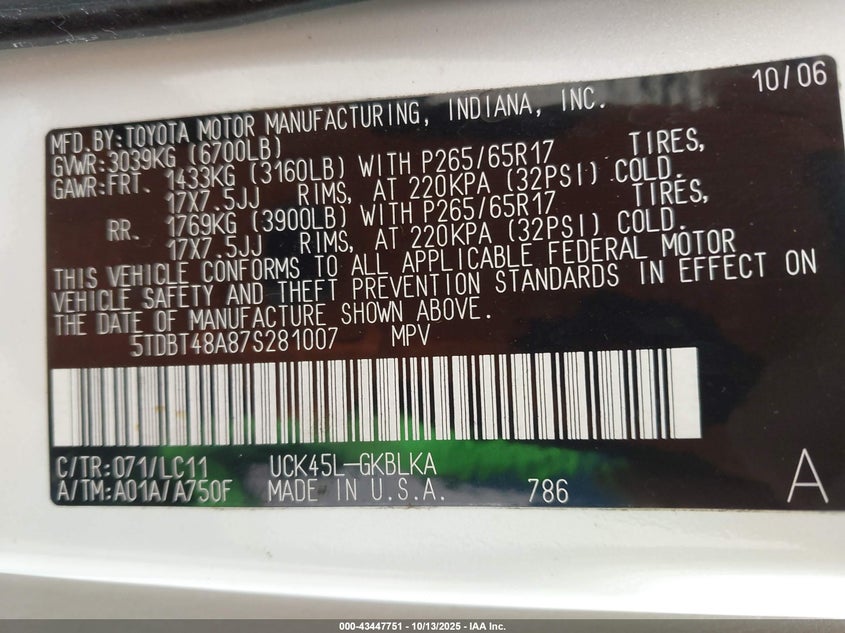 10/06
MFD.BY:TOYOTA MOTOR MANUFACTURING, INDIANA, INC.
GVWR:3039KG (6700LB)
GAWR:FRT. 1433KG (3160LB) WITH P265/65R17 TIRES,
17X7.5JJ RIMS, AT 220KPA (32PSI) COLD.
RR. 1769KG (3900LB) WITH P265/65R17 TIRES,
17X7.5JJ RIMS, AT 220KPA (32PSI) COLD.
THIS VEHICLE CONFORMS TO ALL APPLICABLE FEDERAL MOTOR
VEHICLE SAFETY AND THEFT PREVENTION STANDARDS IN EFFECT ON
THE DATE OF MANUFACTURE SHOWN ABOVE.
5TDBT48A87S281007 MPV
C/TR:071/LC11 UCK45L-GKBLKA
A/TM:A01A/A750F MADE IN U.S.A. 786 A
000-43447751 | 10/13/2025 | IAA Inc.